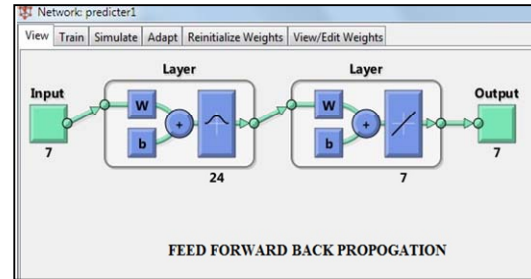 Network: predicter1
View Train Simulate Adapt Reinitialize Weights View/Edit Weights
Layer Layer
Input Output
W W
b b
+ +
7 7
24 7
FEED FORWARD BACK PROPOGATION